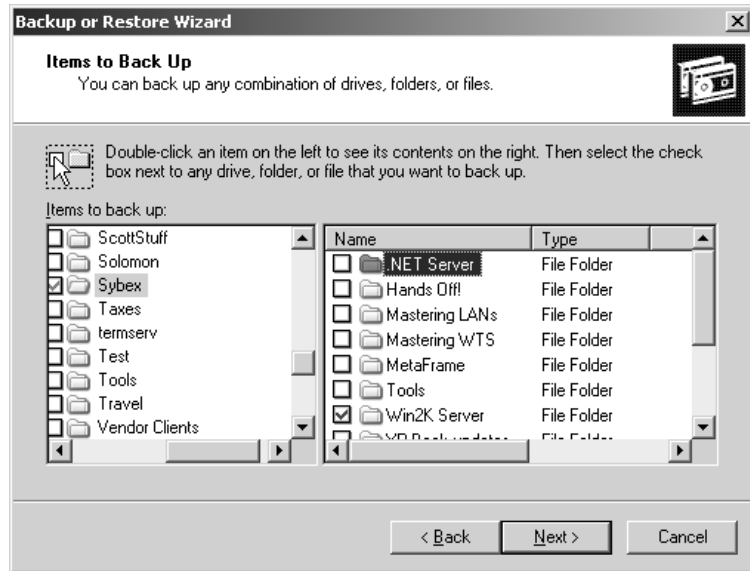 Backup or Restore Wizard
Items to Back Up
You can back up any combination of drives, folders, or files.
Double-click an item on the left to see its contents on the right. Then select the check
box next to any drive, folder, or file that you want to back up.
Items to back up:
ScottStuff
Solomon
Sybex
Taxes
termserv
Test
Tools
Travel
Vendor Clients
Name Type
.NET Server File Folder
Hands Off! File Folder
Mastering LANs File Folder
Mastering WTS File Folder
MetaFrame File Folder
Tools File Folder
Win2K Server File Folder
File Folder
< Back Next > Cancel